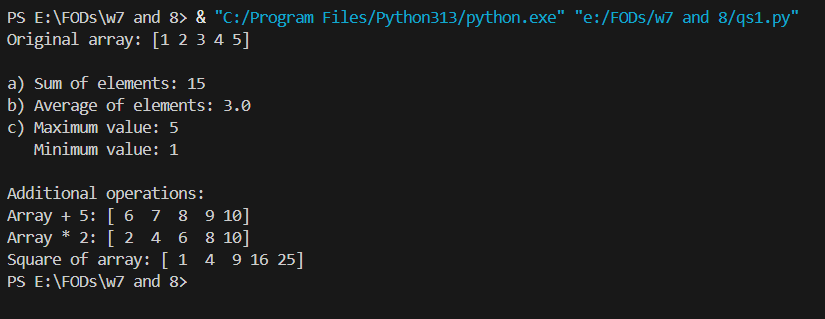 PS E:\FODs\w7 and 8> & "C:/Program Files/Python313/python.exe" "e:/FODs/w7 and 8/qs1.py"
Original array: [1 2 3 4 5]

a) Sum of elements: 15
b) Average of elements: 3.0
c) Maximum value: 5
   Minimum value: 1

Additional operations:
Array + 5: [ 6  7  8  9 10]
Array * 2: [ 2  4  6  8 10]
Square of array: [ 1  4  9 16 25]
PS E:\FODs\w7 and 8>